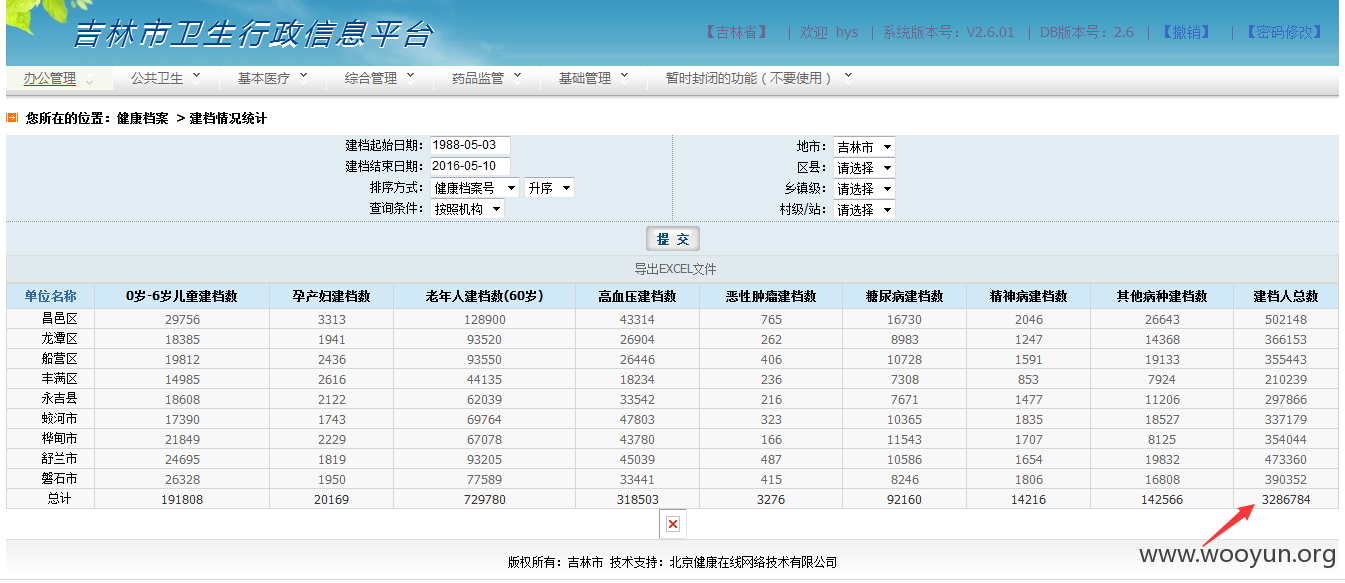 吉林市卫生行政信息平台
【吉林省】 | 欢迎 hys | 系统版本号：V2.6.01 | DB版本号：2.6 | 【撤销】 | 【密码修改】
办公管理 公共卫生 基本医疗 综合管理 药品监管 基础管理 暂时封闭的功能（不要使用）
您所在的位置：健康档案 > 建档情况统计
建档起始日期： 1988-05-03 地市： 吉林市
建档结束日期： 2016-05-10 区县： 请选择
排序方式： 健康档案号 升序 乡镇级： 请选择
查询条件： 按照机构 村级/站： 请选择
提 交
导出EXCEL文件
单位名称 0岁-6岁儿童建档数 孕产妇建档数 老年人建档数(60岁) 高血压建档数 恶性肿瘤建档数 糖尿病建档数 精神病建档数 其他病种建档数 建档人总数
昌邑区 29756 3313 128900 43314 765 16730 2046 26643 502148
龙潭区 18385 1941 93520 26904 262 8983 1247 14368 366153
船营区 19812 2436 93550 26446 406 10728 1591 19133 355443
丰满区 14985 2616 44135 18234 236 7308 853 7924 210239
永吉县 18608 2122 62039 33542 216 7671 1477 11206 297866
蛟河市 17390 1743 69764 47803 323 10365 1835 18527 337179
桦甸市 21849 2229 67078 43780 166 11543 1707 8125 354044
舒兰市 24695 1819 93205 45039 487 10586 1654 19832 473360
磐石市 26328 1950 77589 33441 415 8246 1806 16808 390352
总计 191808 20169 729780 318503 3276 92160 14216 142566 3286784
www.wooyun.org
版权所有：吉林市 技术支持：北京健康在线网络技术有限公司